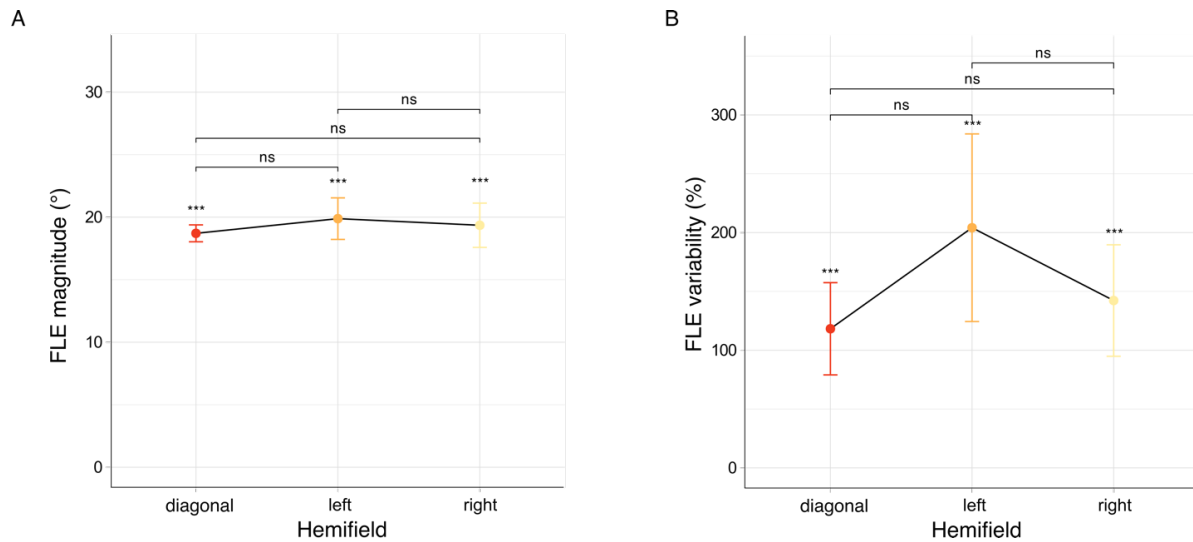 A
FLE magnitude (°)
30
20
10
0
ns
ns
ns
***
***
***
diagonal
left
right
Hemifield
B
FLE variability (%)
300
200
100
0
ns
ns
ns
***
***
***
diagonal
left
right
Hemifield